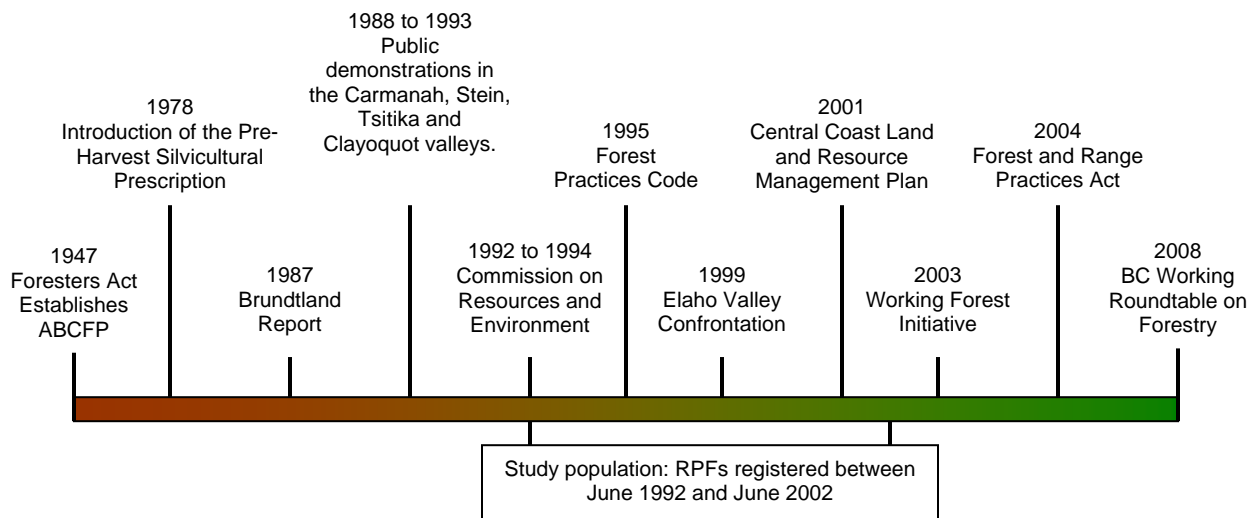 1947
Foresters Act
Establishes
ABCFP
1978
Introduction of the Pre-
Harvest Silvicultural
Prescription
1987
Brundtland
Report
1988 to 1993
Public
demonstrations in
the Carmanah, Stein,
Tsitika and
Clayoquot valleys.
1992 to 1994
Commission on
Resources and
Environment
1995
Forest
Practices Code
1999
Elaho Valley
Confrontation
2001
Central Coast Land
and Resource
Management Plan
2003
Working Forest
Initiative
2004
Forest and Range
Practices Act
2008
BC Working
Roundtable on
Forestry
Study population: RPFs registered between
June 1992 and June 2002